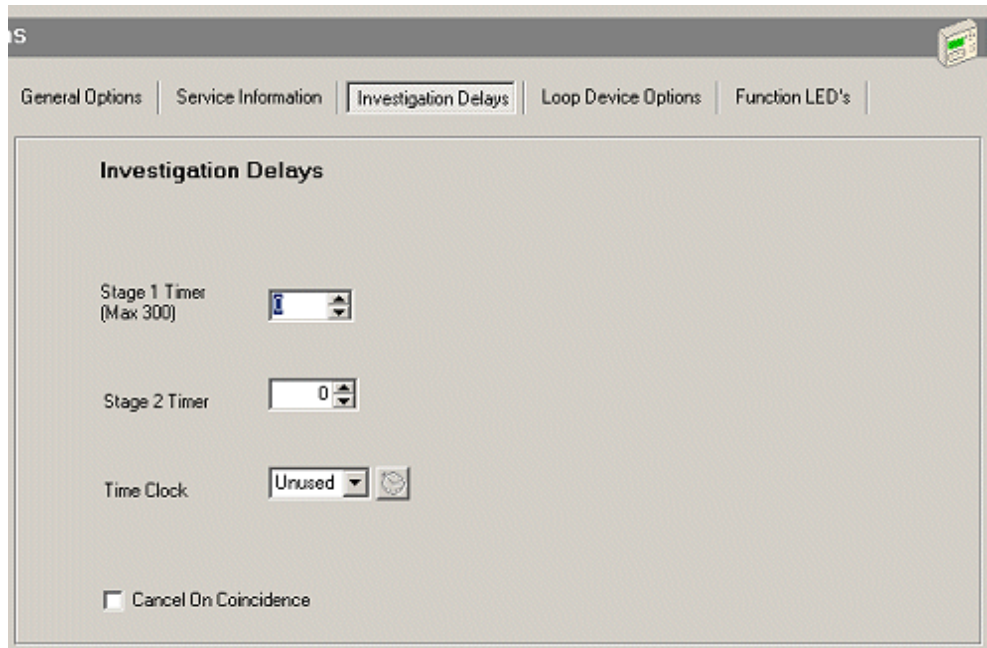 ns
General Options Service Information Investigation Delays Loop Device Options Function LED's
Investigation Delays
Stage 1 Timer
(Max 300)
0
Stage 2 Timer 0
Time Clock Unused
Cancel On Coincidence